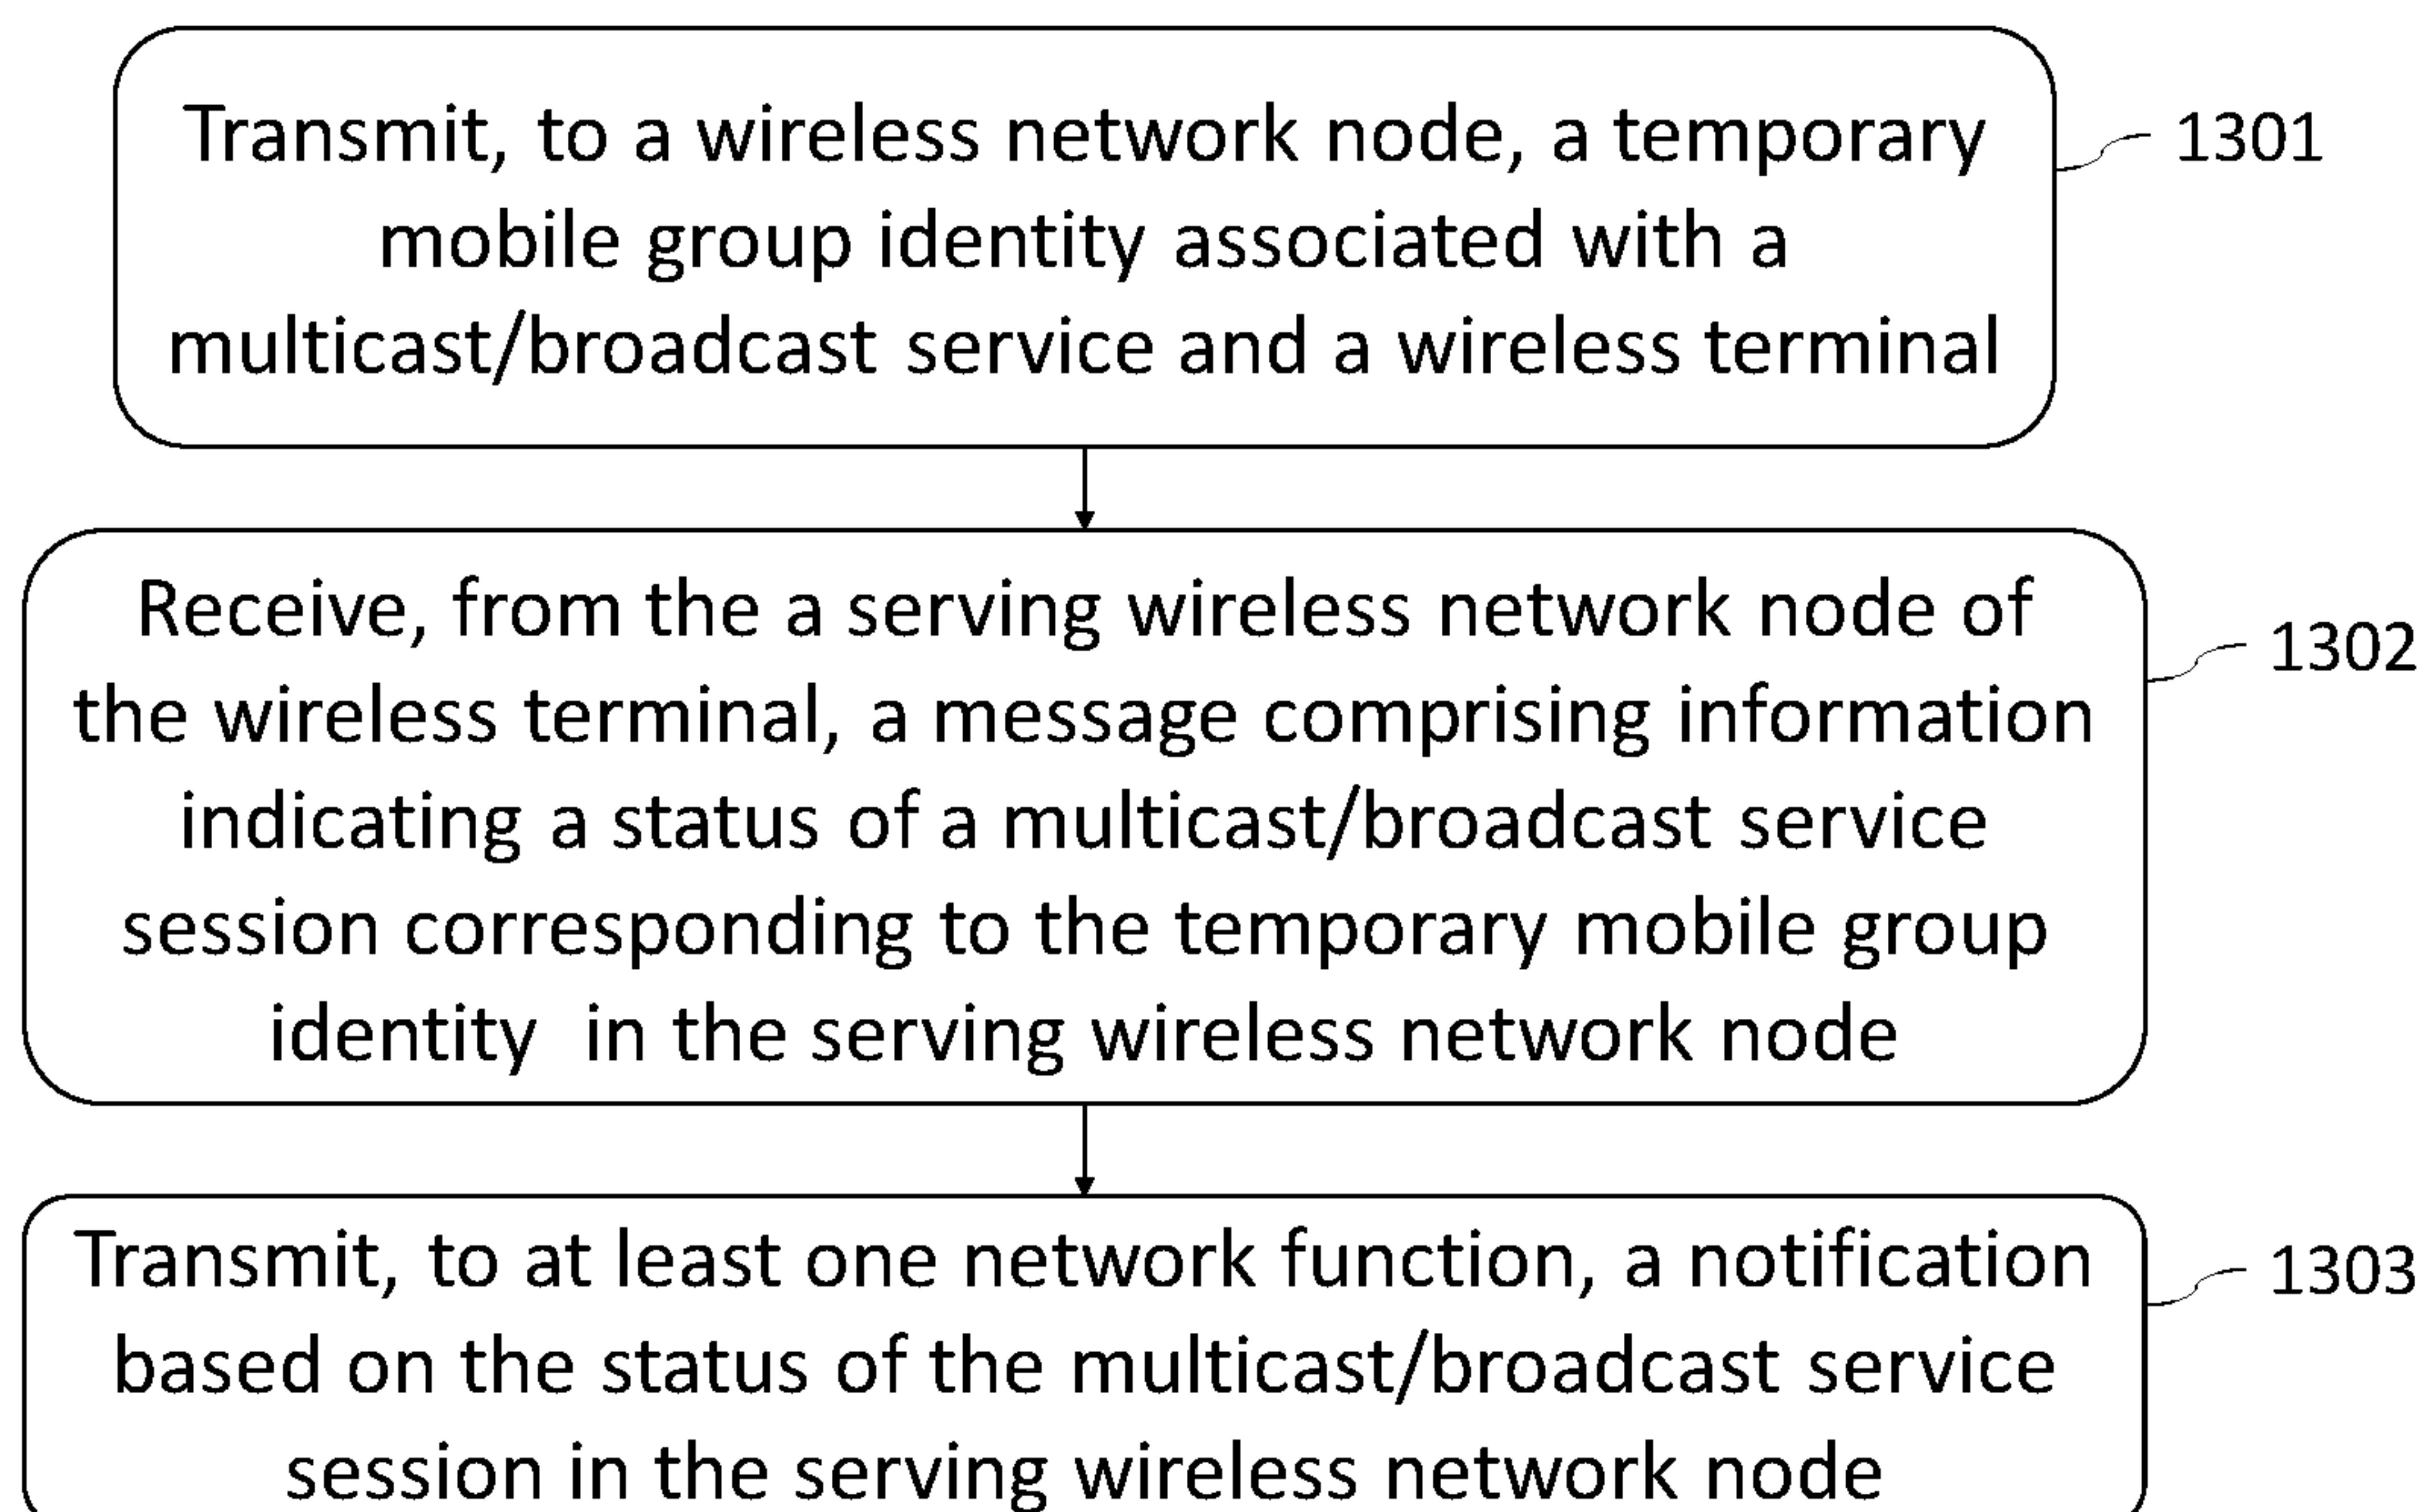 Transmit, to a wireless network node, a temporary
mobile group identity associated with a
multicast/broadcast service and a wireless terminal
1301
Receive, from the a serving wireless network node of
the wireless terminal, a message comprising information
indicating a status of a multicast/broadcast service
session corresponding to the temporary mobile group
identity in the serving wireless network node
1302
Transmit, to at least one network function, a notification
based on the status of the multicast/broadcast service
session in the serving wireless network node
1303